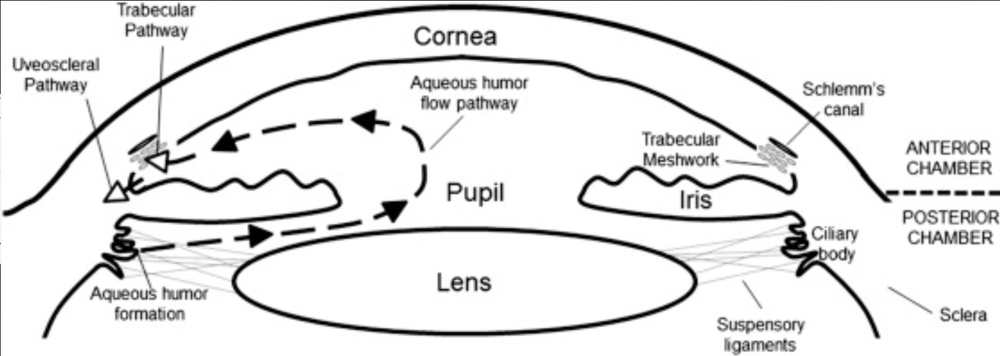 Trabecular
Pathway
Cornea
Uveoscleral
Pathway
Aqueous humor
flow pathway
Schlemm's
canal
Trabecular
Meshwork
ANTERIOR
CHAMBER
Pupil
Iris
POSTERIOR
CHAMBER
Ciliary
body
Lens
Aqueous humor
formation
Suspensory
ligaments
Sclera